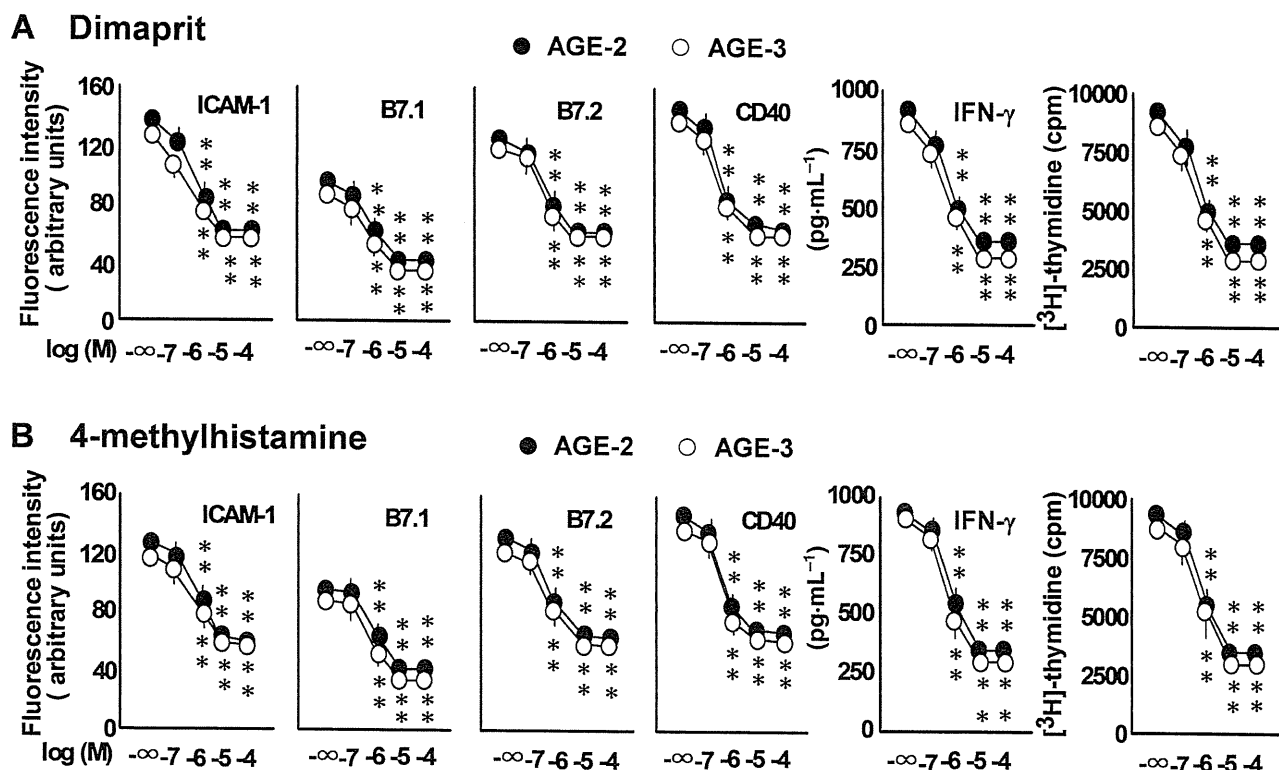 A Dimaprit
● AGE-2 ○ AGE-3
Fluorescence intensity
( arbitrary units)
160
120
80
40
0
ICAM-1
B7.1
B7.2
CD40
(pg·mL⁻¹)
1000
750
500
250
0
IFN-γ
[³H]-thymidine (cpm)
10000
7500
5000
2500
0
log (M) -∞ -7 -6 -5 -4 -∞ -7 -6 -5 -4 -∞ -7 -6 -5 -4 -∞ -7 -6 -5 -4 -∞ -7 -6 -5 -4 -∞ -7 -6 -5 -4
B 4-methylhistamine
● AGE-2 ○ AGE-3
Fluorescence intensity
( arbitrary units)
160
120
80
40
0
ICAM-1
B7.1
B7.2
CD40
(pg·mL⁻¹)
1000
750
500
250
0
IFN-γ
[³H]-thymidine (cpm)
10000
7500
5000
2500
0
log (M) -∞ -7 -6 -5 -4 -∞ -7 -6 -5 -4 -∞ -7 -6 -5 -4 -∞ -7 -6 -5 -4 -∞ -7 -6 -5 -4 -∞ -7 -6 -5 -4